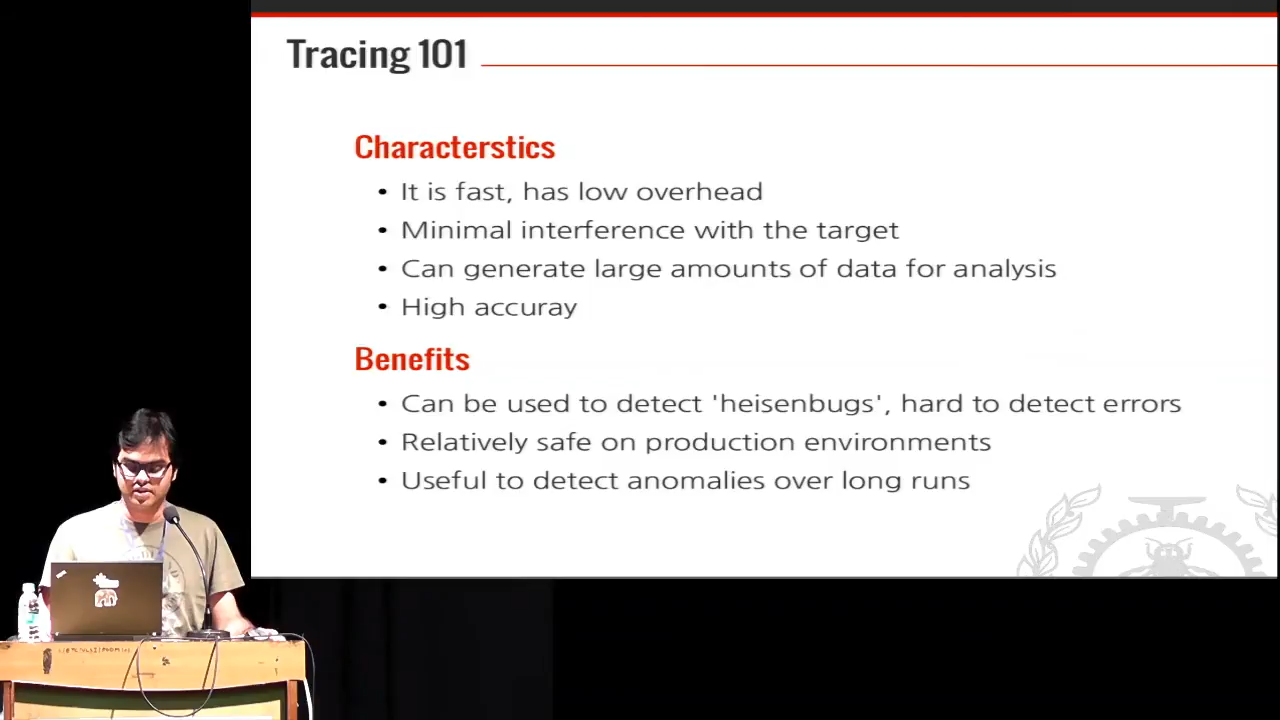 Tracing 101
Characterstics
• It is fast, has low overhead
• Minimal interference with the target
• Can generate large amounts of data for analysis
• High accuray
Benefits
• Can be used to detect 'heisenbugs', hard to detect errors
• Relatively safe on production environments
• Useful to detect anomalies over long runs